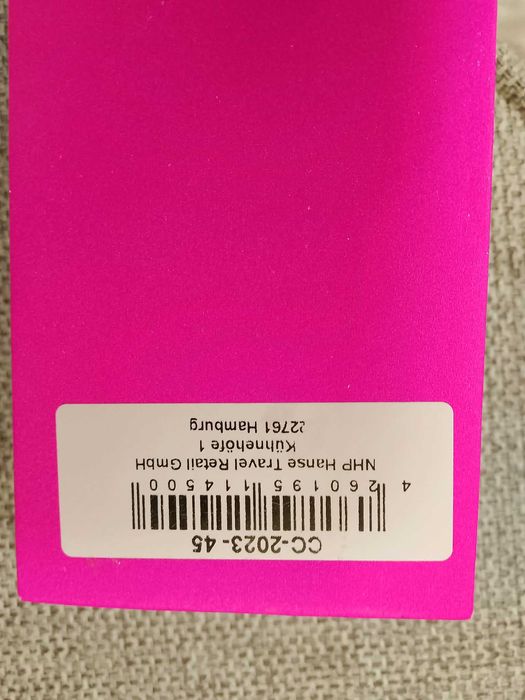 CC-2023-45
4 260195 114500
NHP Hanse Travel Retail GmbH
Kühnehöfe 1
22761 Hamburg